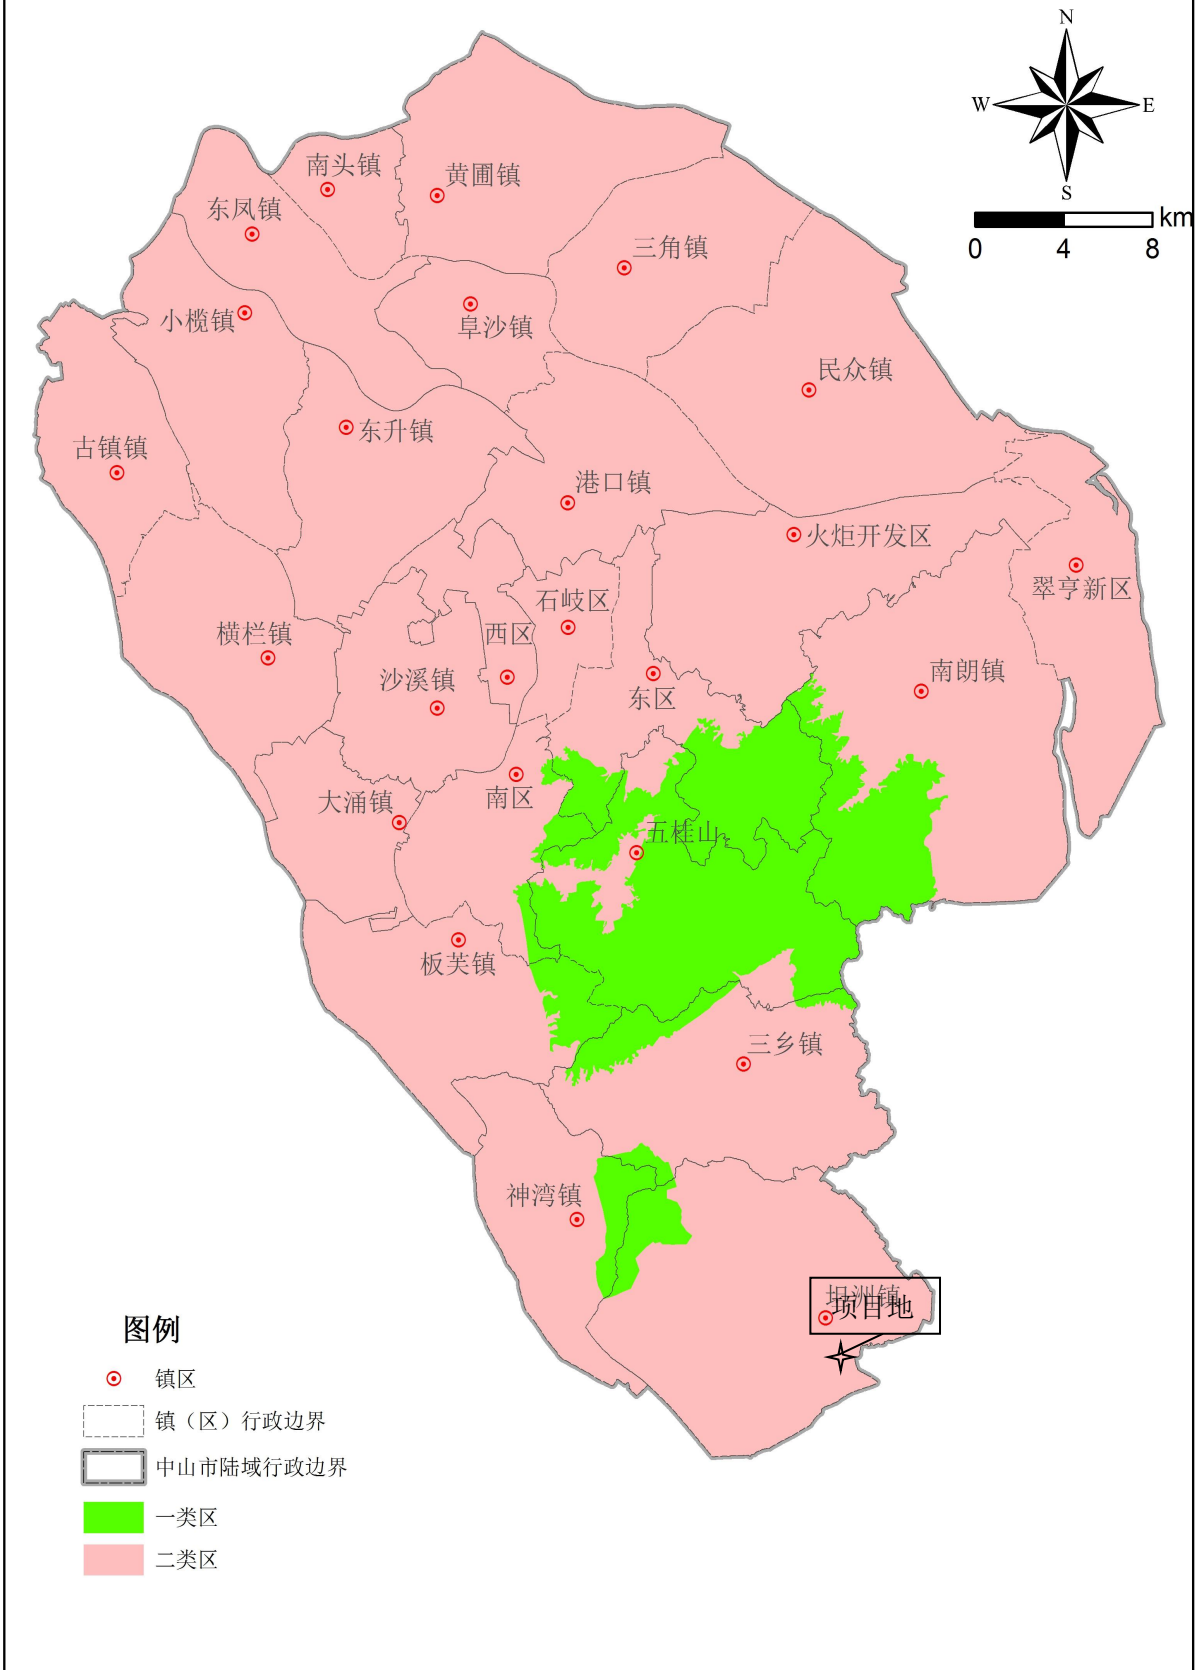 N
W
E
S
km
0
4
8
南头镇
黄圃镇
东凤镇
三角镇
小榄镇
阜沙镇
民众镇
东升镇
古镇镇
港口镇
火炬开发区
翠亨新区
石岐区
西区
横栏镇
沙溪镇
东区
南朗镇
南区
大涌镇
五桂山
板芙镇
三乡镇
神湾镇
坦洲镇
项目地
图例
镇区
镇（区）行政边界
中山市陆域行政边界
一类区
二类区